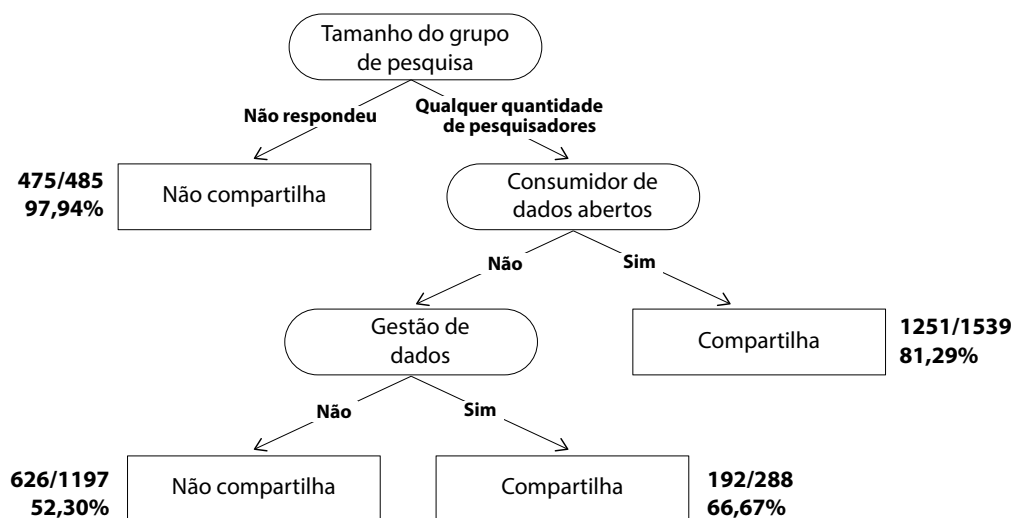 Tamanho do grupo
de pesquisa
Não respondeu
Qualquer quantidade
de pesquisadores
475/485
97,94%
Não compartilha
Consumidor de
dados abertos
Não
Sim
Gestão de
dados
Compartilha
1251/1539
81,29%
Não
Sim
626/1197
52,30%
Não compartilha
Compartilha
192/288
66,67%